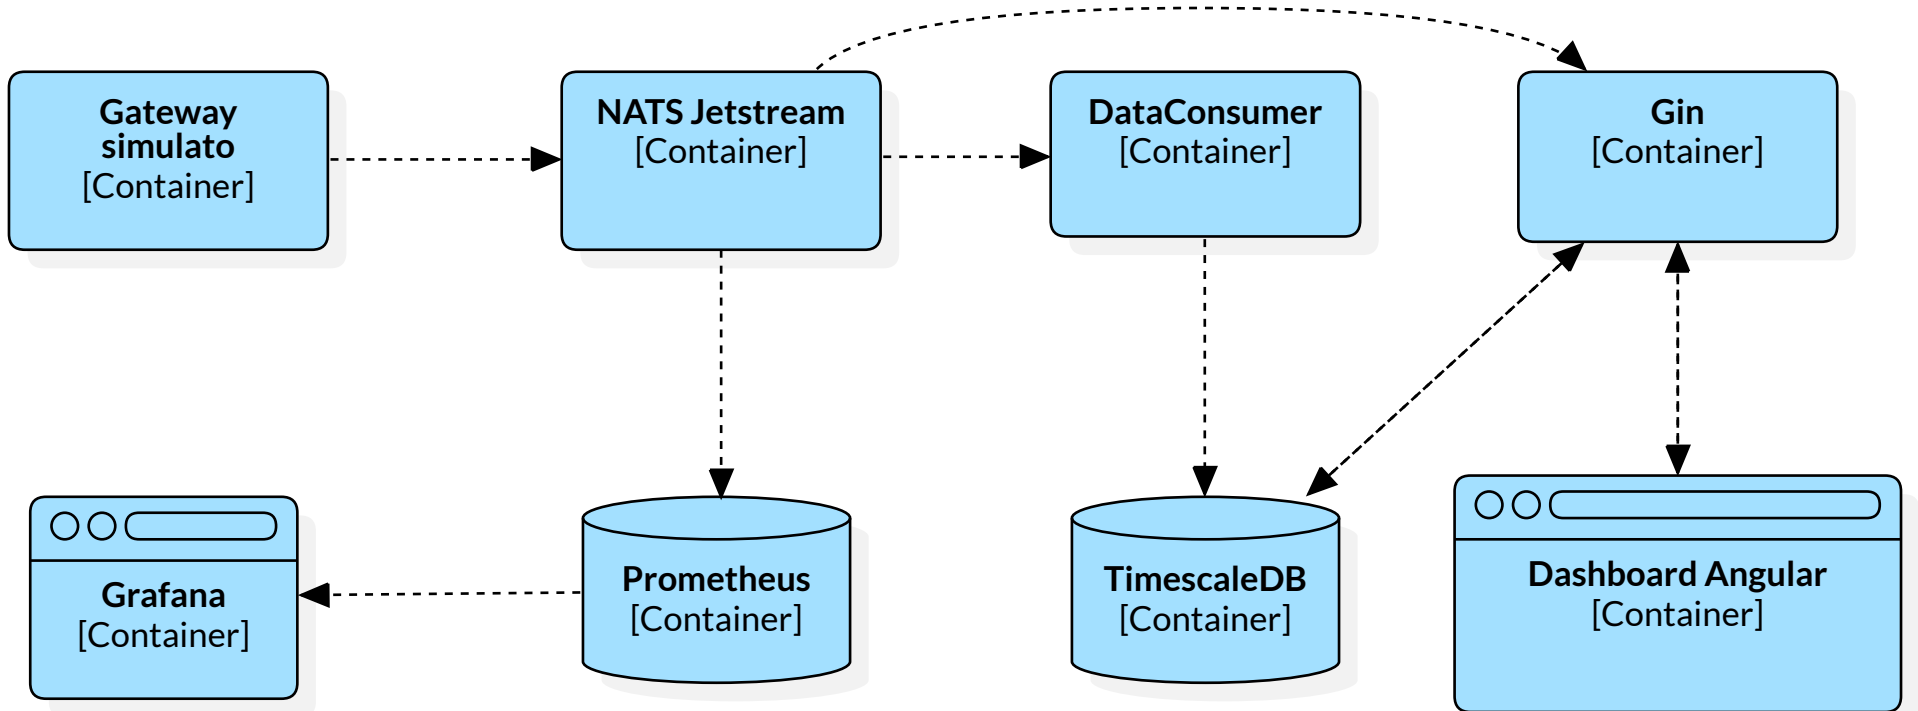 Gateway
simulato
[Container]
NATS Jetstream
[Container]
DataConsumer
[Container]
Gin
[Container]
Grafana
[Container]
Prometheus
[Container]
TimescaleDB
[Container]
Dashboard Angular
[Container]